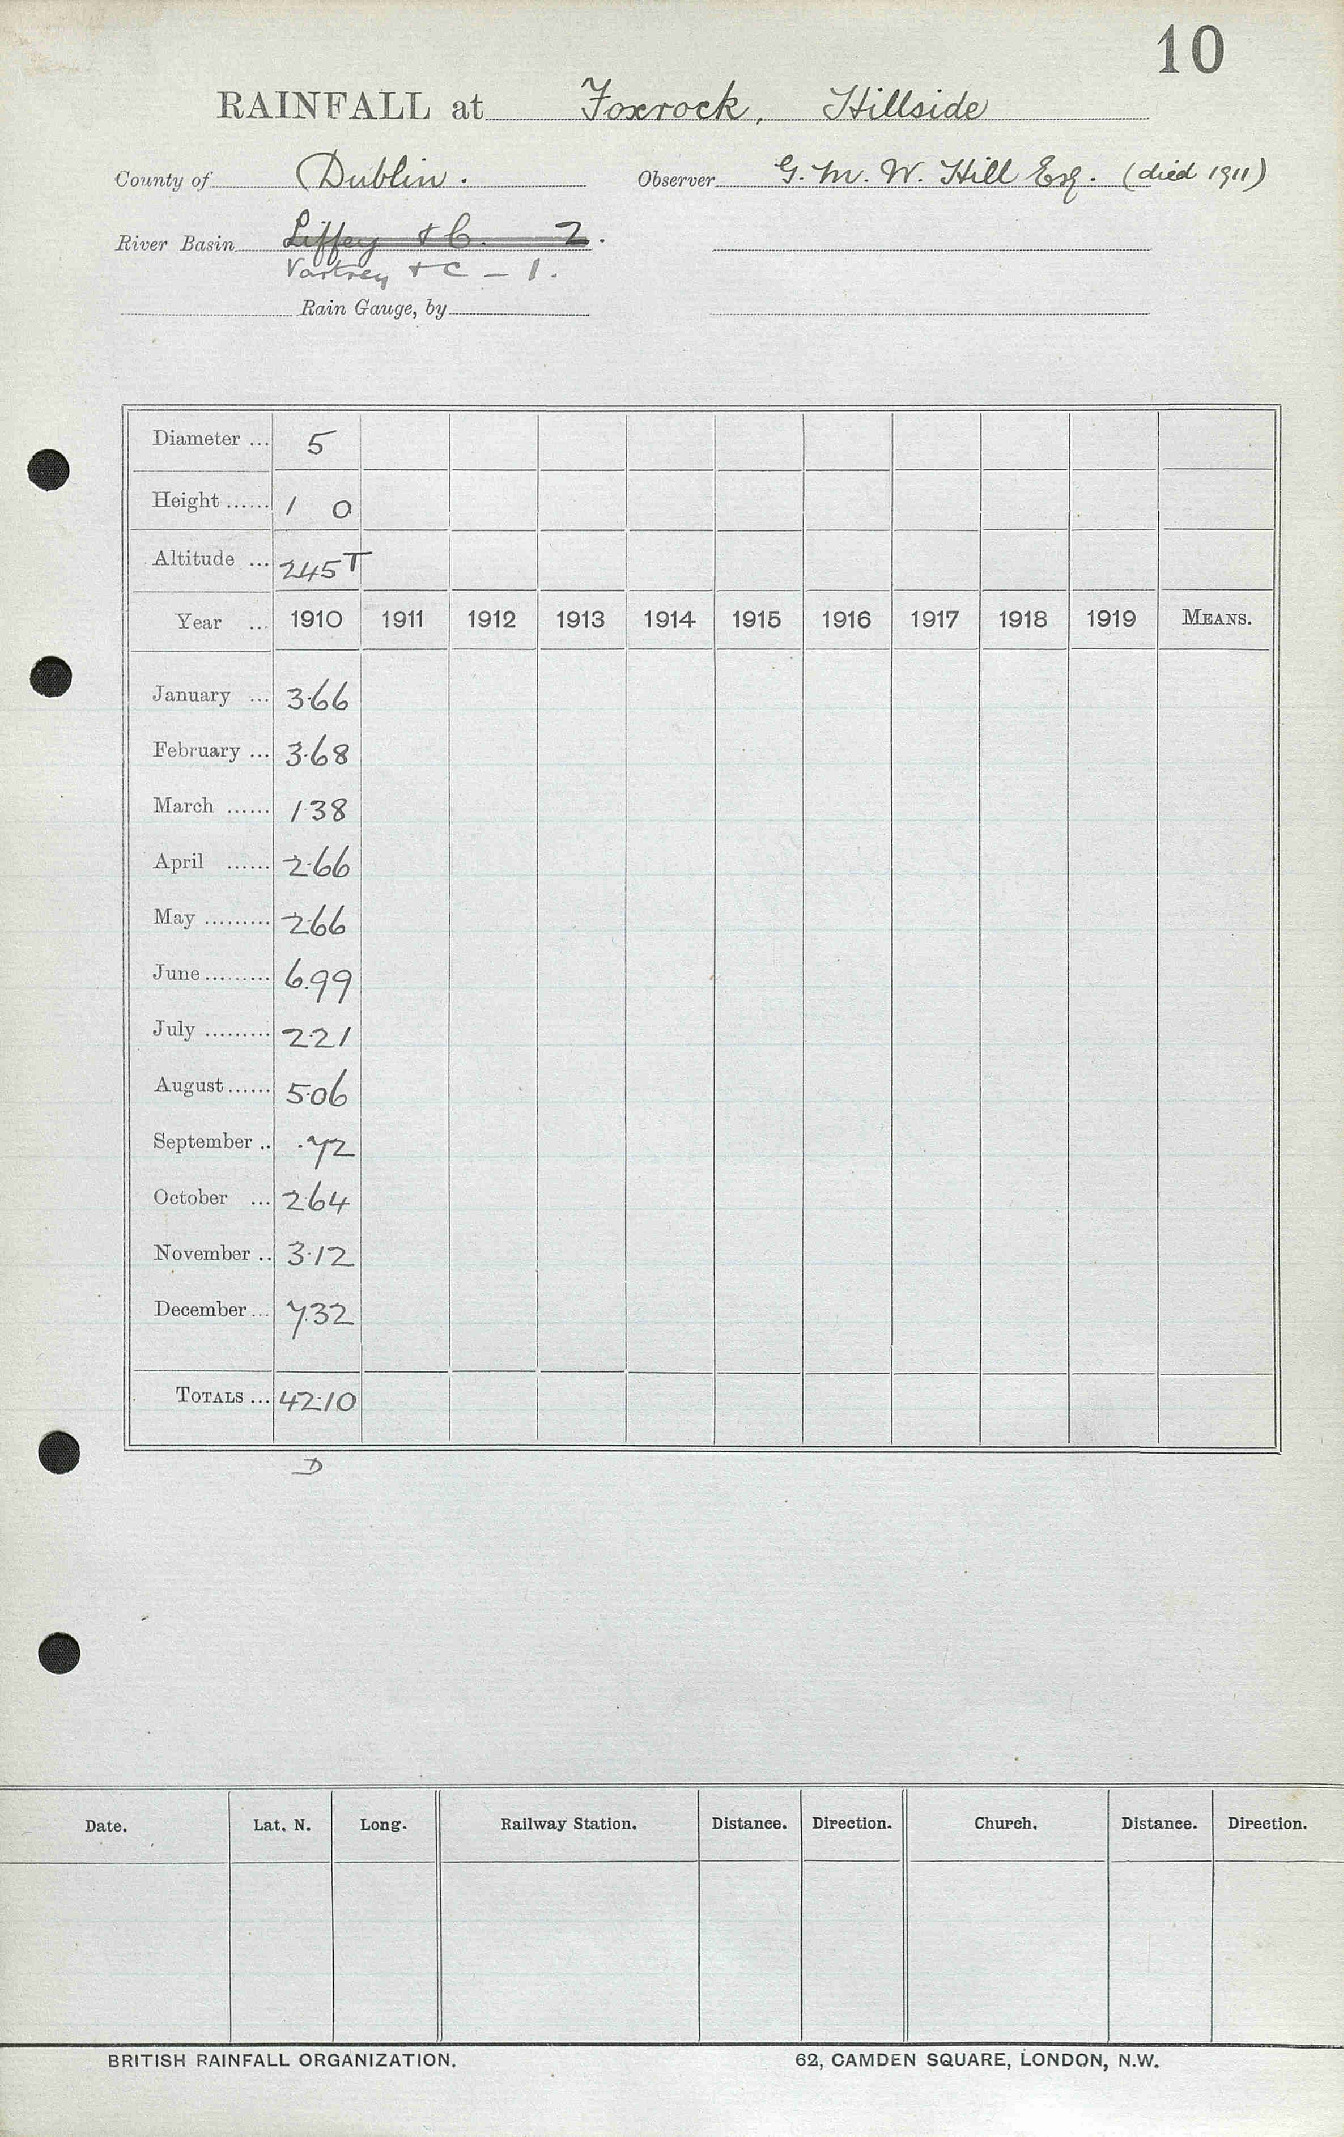 10
RAINFALL at Foxrock, Hillside
County of Dublin. Observer G. M. W. Hill Esq. (died 1911)
River Basin Liffey & C. 2.
Vartrey & C – 1.
Rain Gauge, by
Diameter ... 5
Height ...... 1 0
Altitude ... 245T
Year ... 1910 1911 1912 1913 1914 1915 1916 1917 1918 1919 MEANS.
January ... 3.66
February ... 3.68
March ...... 1.38
April ...... 2.66
May ......... 2.66
June ......... 6.99
July ......... 2.21
August ...... 5.06
September .. .72
October ... 2.64
November .. 3.12
December ... 7.32
TOTALS ... 42.10
D
Date. Lat. N. Long. Railway Station. Distance. Direction. Church. Distance. Direction.
BRITISH RAINFALL ORGANIZATION. 62, CAMDEN SQUARE, LONDON, N.W.